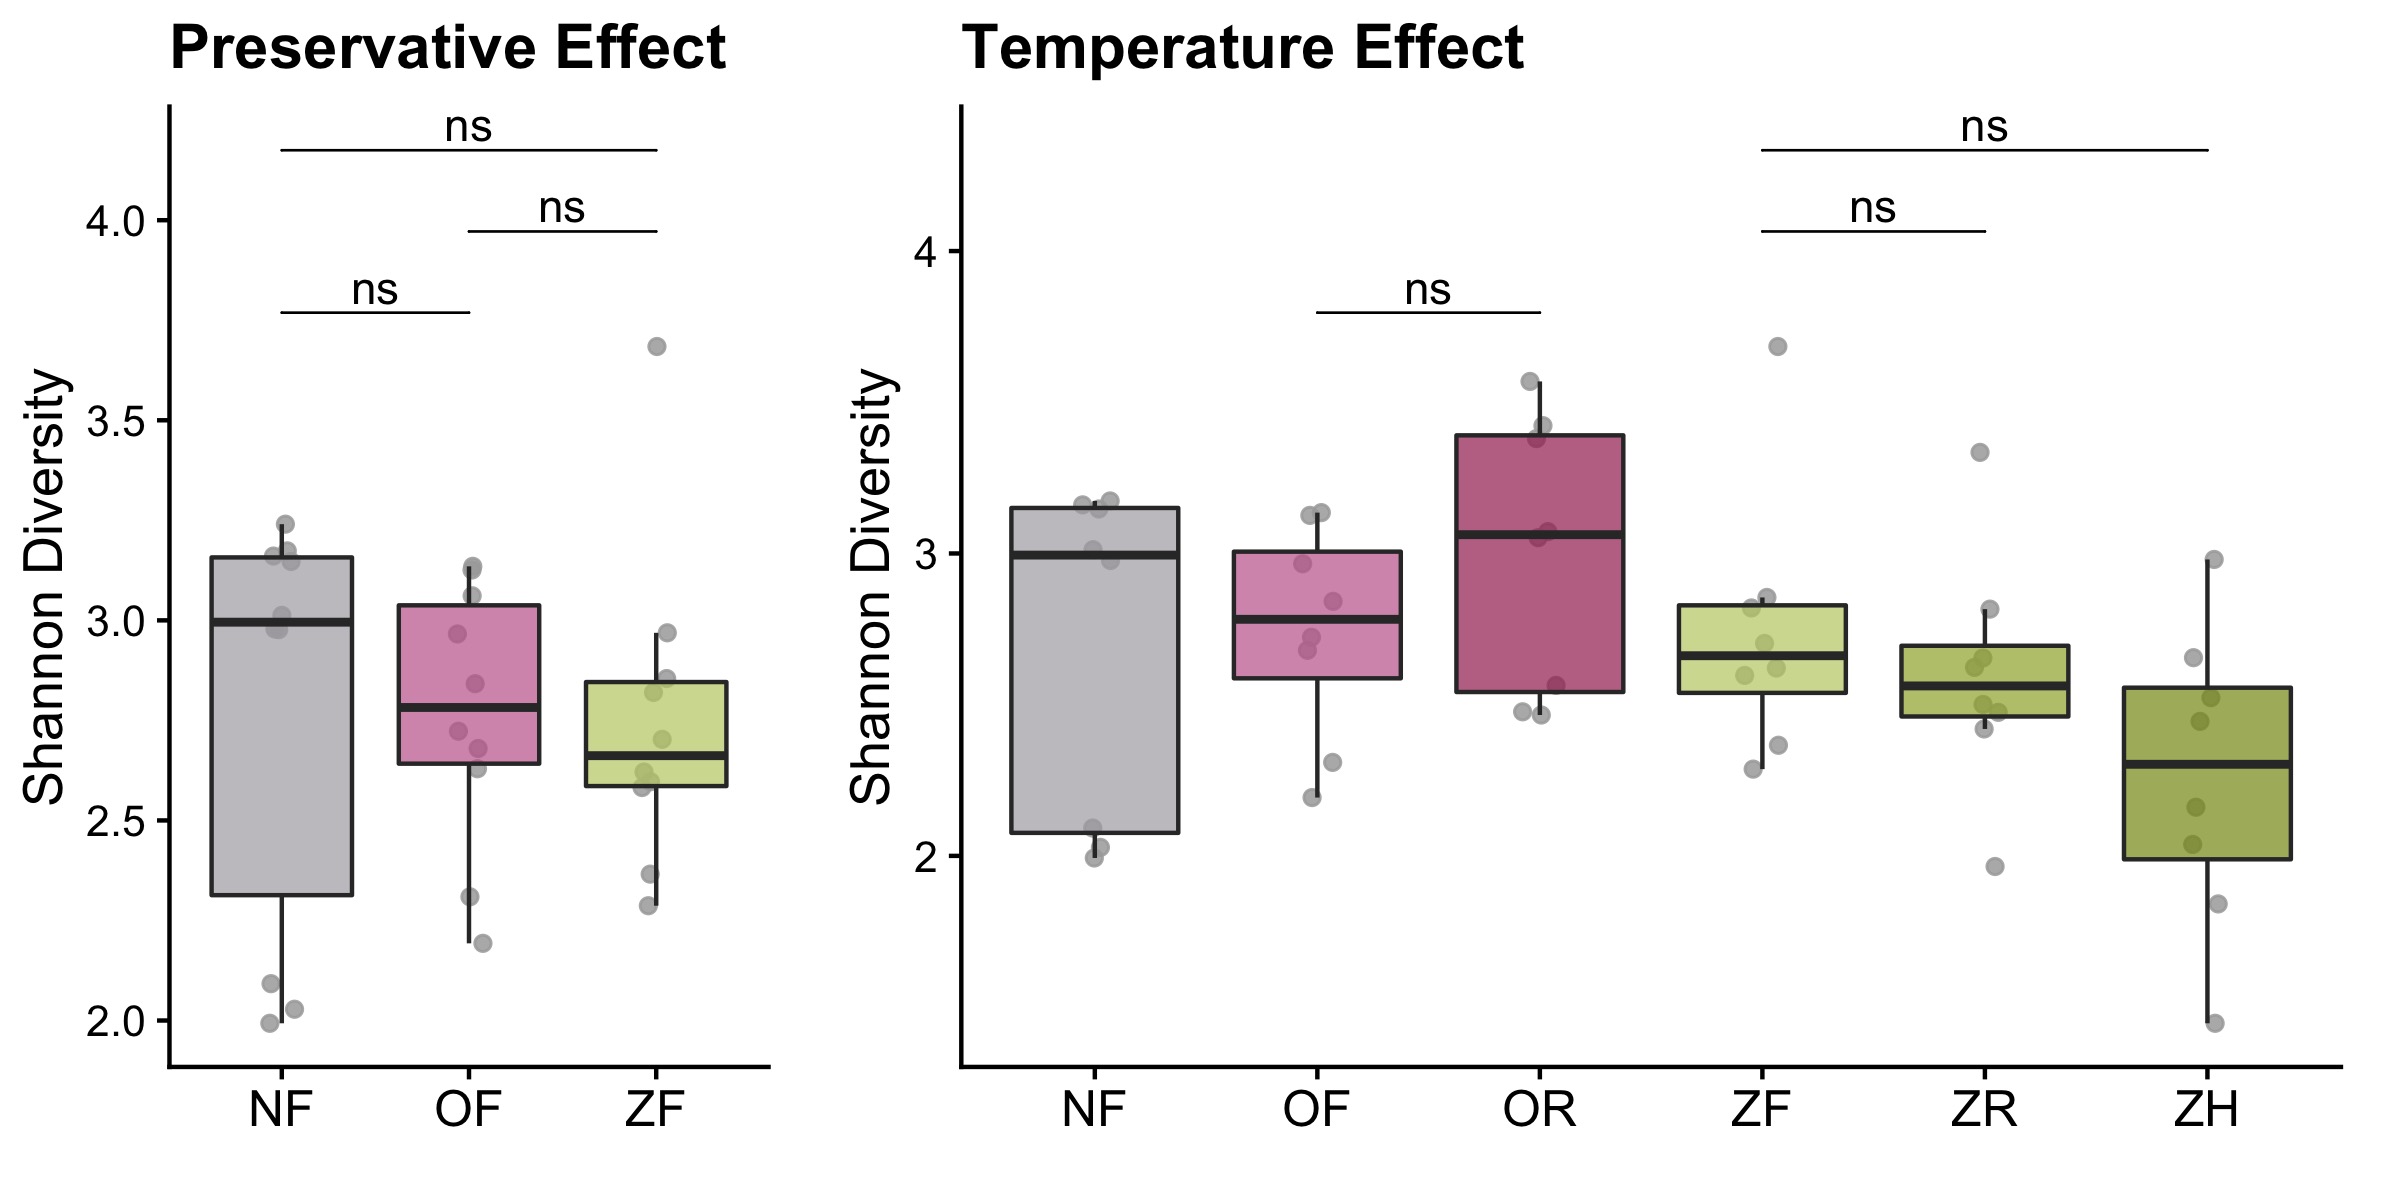 Preservative Effect
Shannon Diversity
4.0
3.5
3.0
2.5
2.0
ns
ns
ns
NF OF ZF
Temperature Effect
Shannon Diversity
4
3
2
ns
ns
ns
NF OF OR ZF ZR ZH